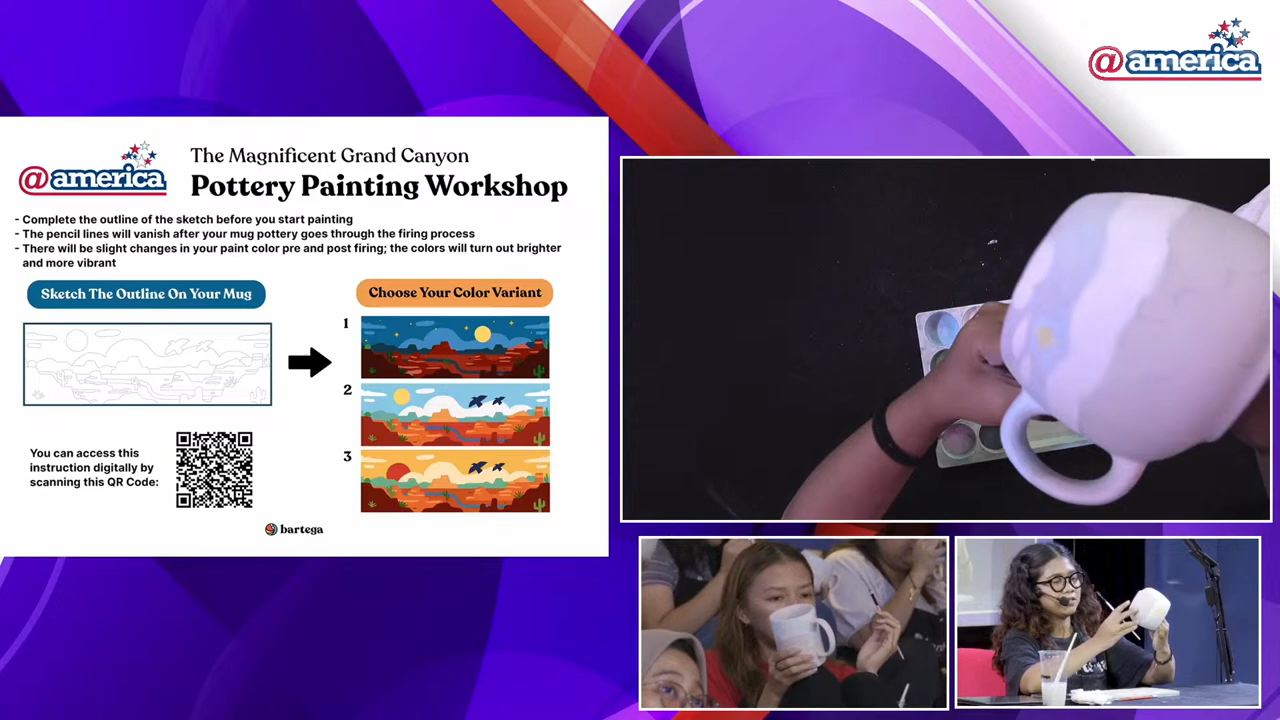 @america
@america
The Magnificent Grand Canyon
Pottery Painting Workshop
- Complete the outline of the sketch before you start painting
- The pencil lines will vanish after your mug pottery goes through the firing process
- There will be slight changes in your paint color pre and post firing; the colors will turn out brighter
and more vibrant
Sketch The Outline On Your Mug
Choose Your Color Variant
1
2
3
You can access this
instruction digitally by
scanning this QR Code:
bartega